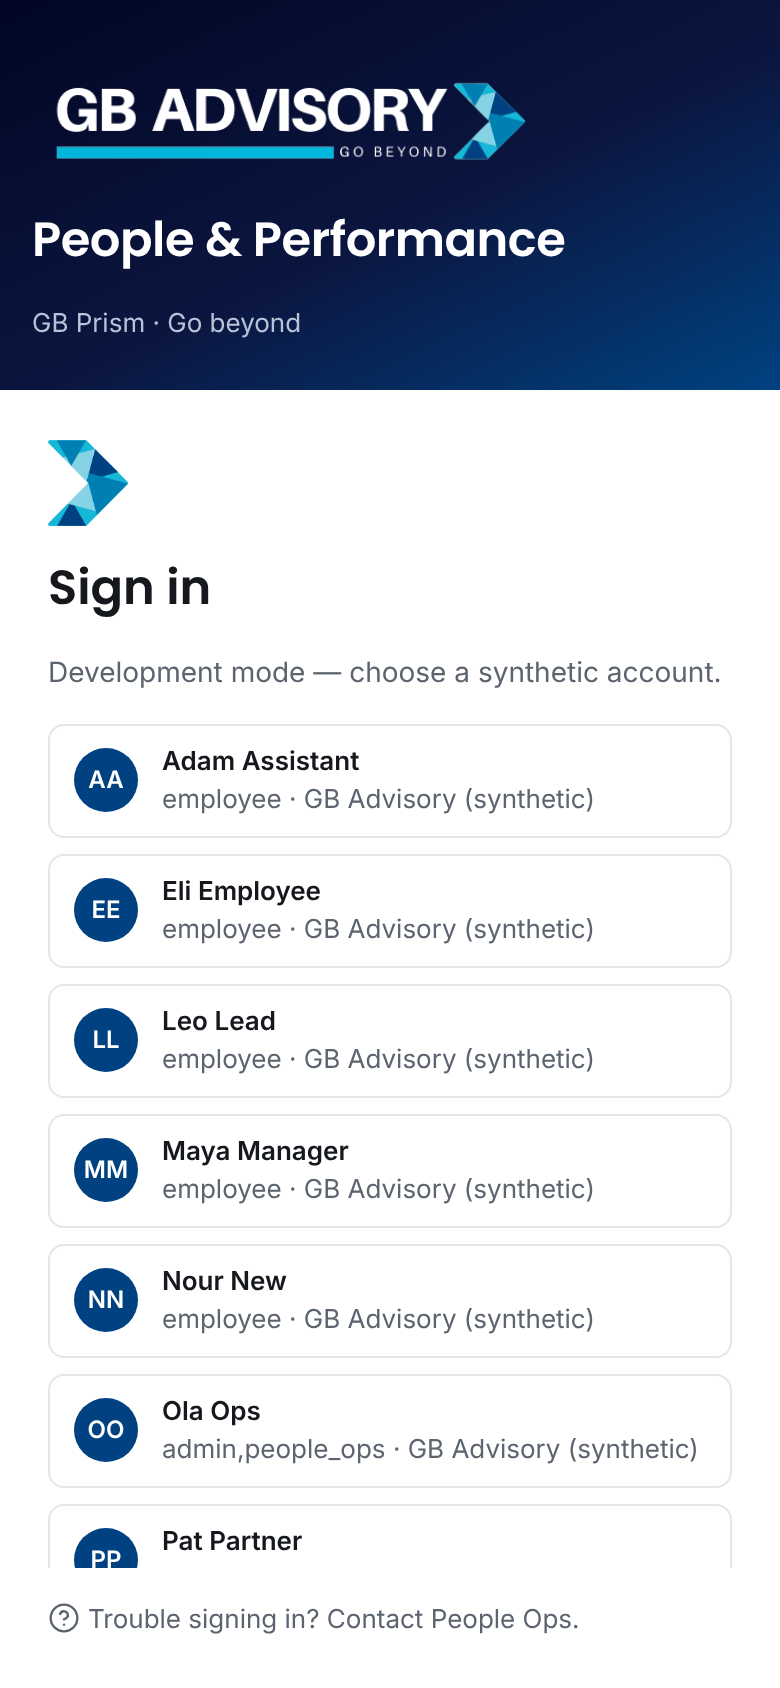 GB ADVISORY
GO BEYOND
People & Performance
GB Prism · Go beyond
Sign in
Development mode — choose a synthetic account.
AA
Adam Assistant
employee · GB Advisory (synthetic)
EE
Eli Employee
employee · GB Advisory (synthetic)
LL
Leo Lead
employee · GB Advisory (synthetic)
MM
Maya Manager
employee · GB Advisory (synthetic)
NN
Nour New
employee · GB Advisory (synthetic)
OO
Ola Ops
admin,people_ops · GB Advisory (synthetic)
PP
Pat Partner
Trouble signing in? Contact People Ops.